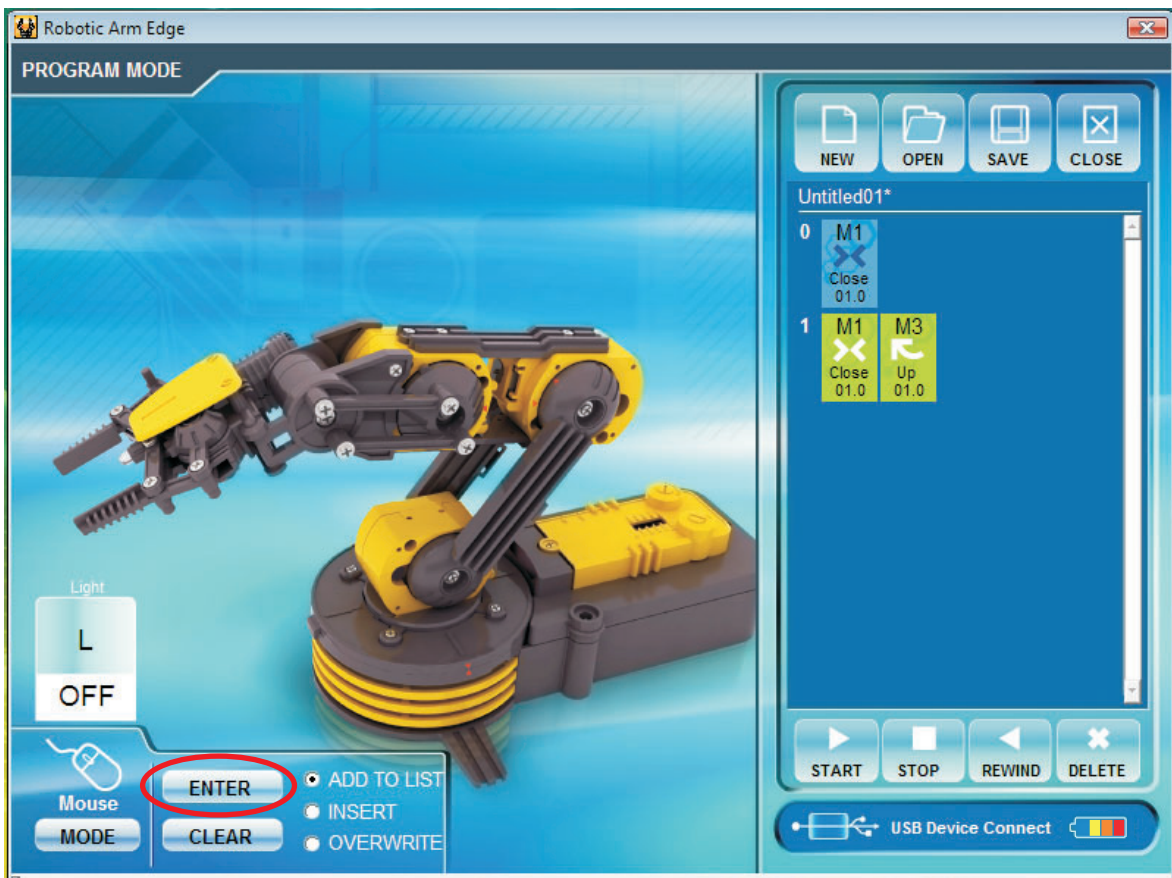 Robotic Arm Edge
PROGRAM MODE
NEW OPEN SAVE CLOSE
Untitled01*
0 M1
Close
01.0
1 M1 M3
Close Up
01.0 01.0
Light
L
OFF
Mouse
MODE
ENTER
CLEAR
ADD TO LIST
INSERT
OVERWRITE
START STOP REWIND DELETE
USB Device Connect